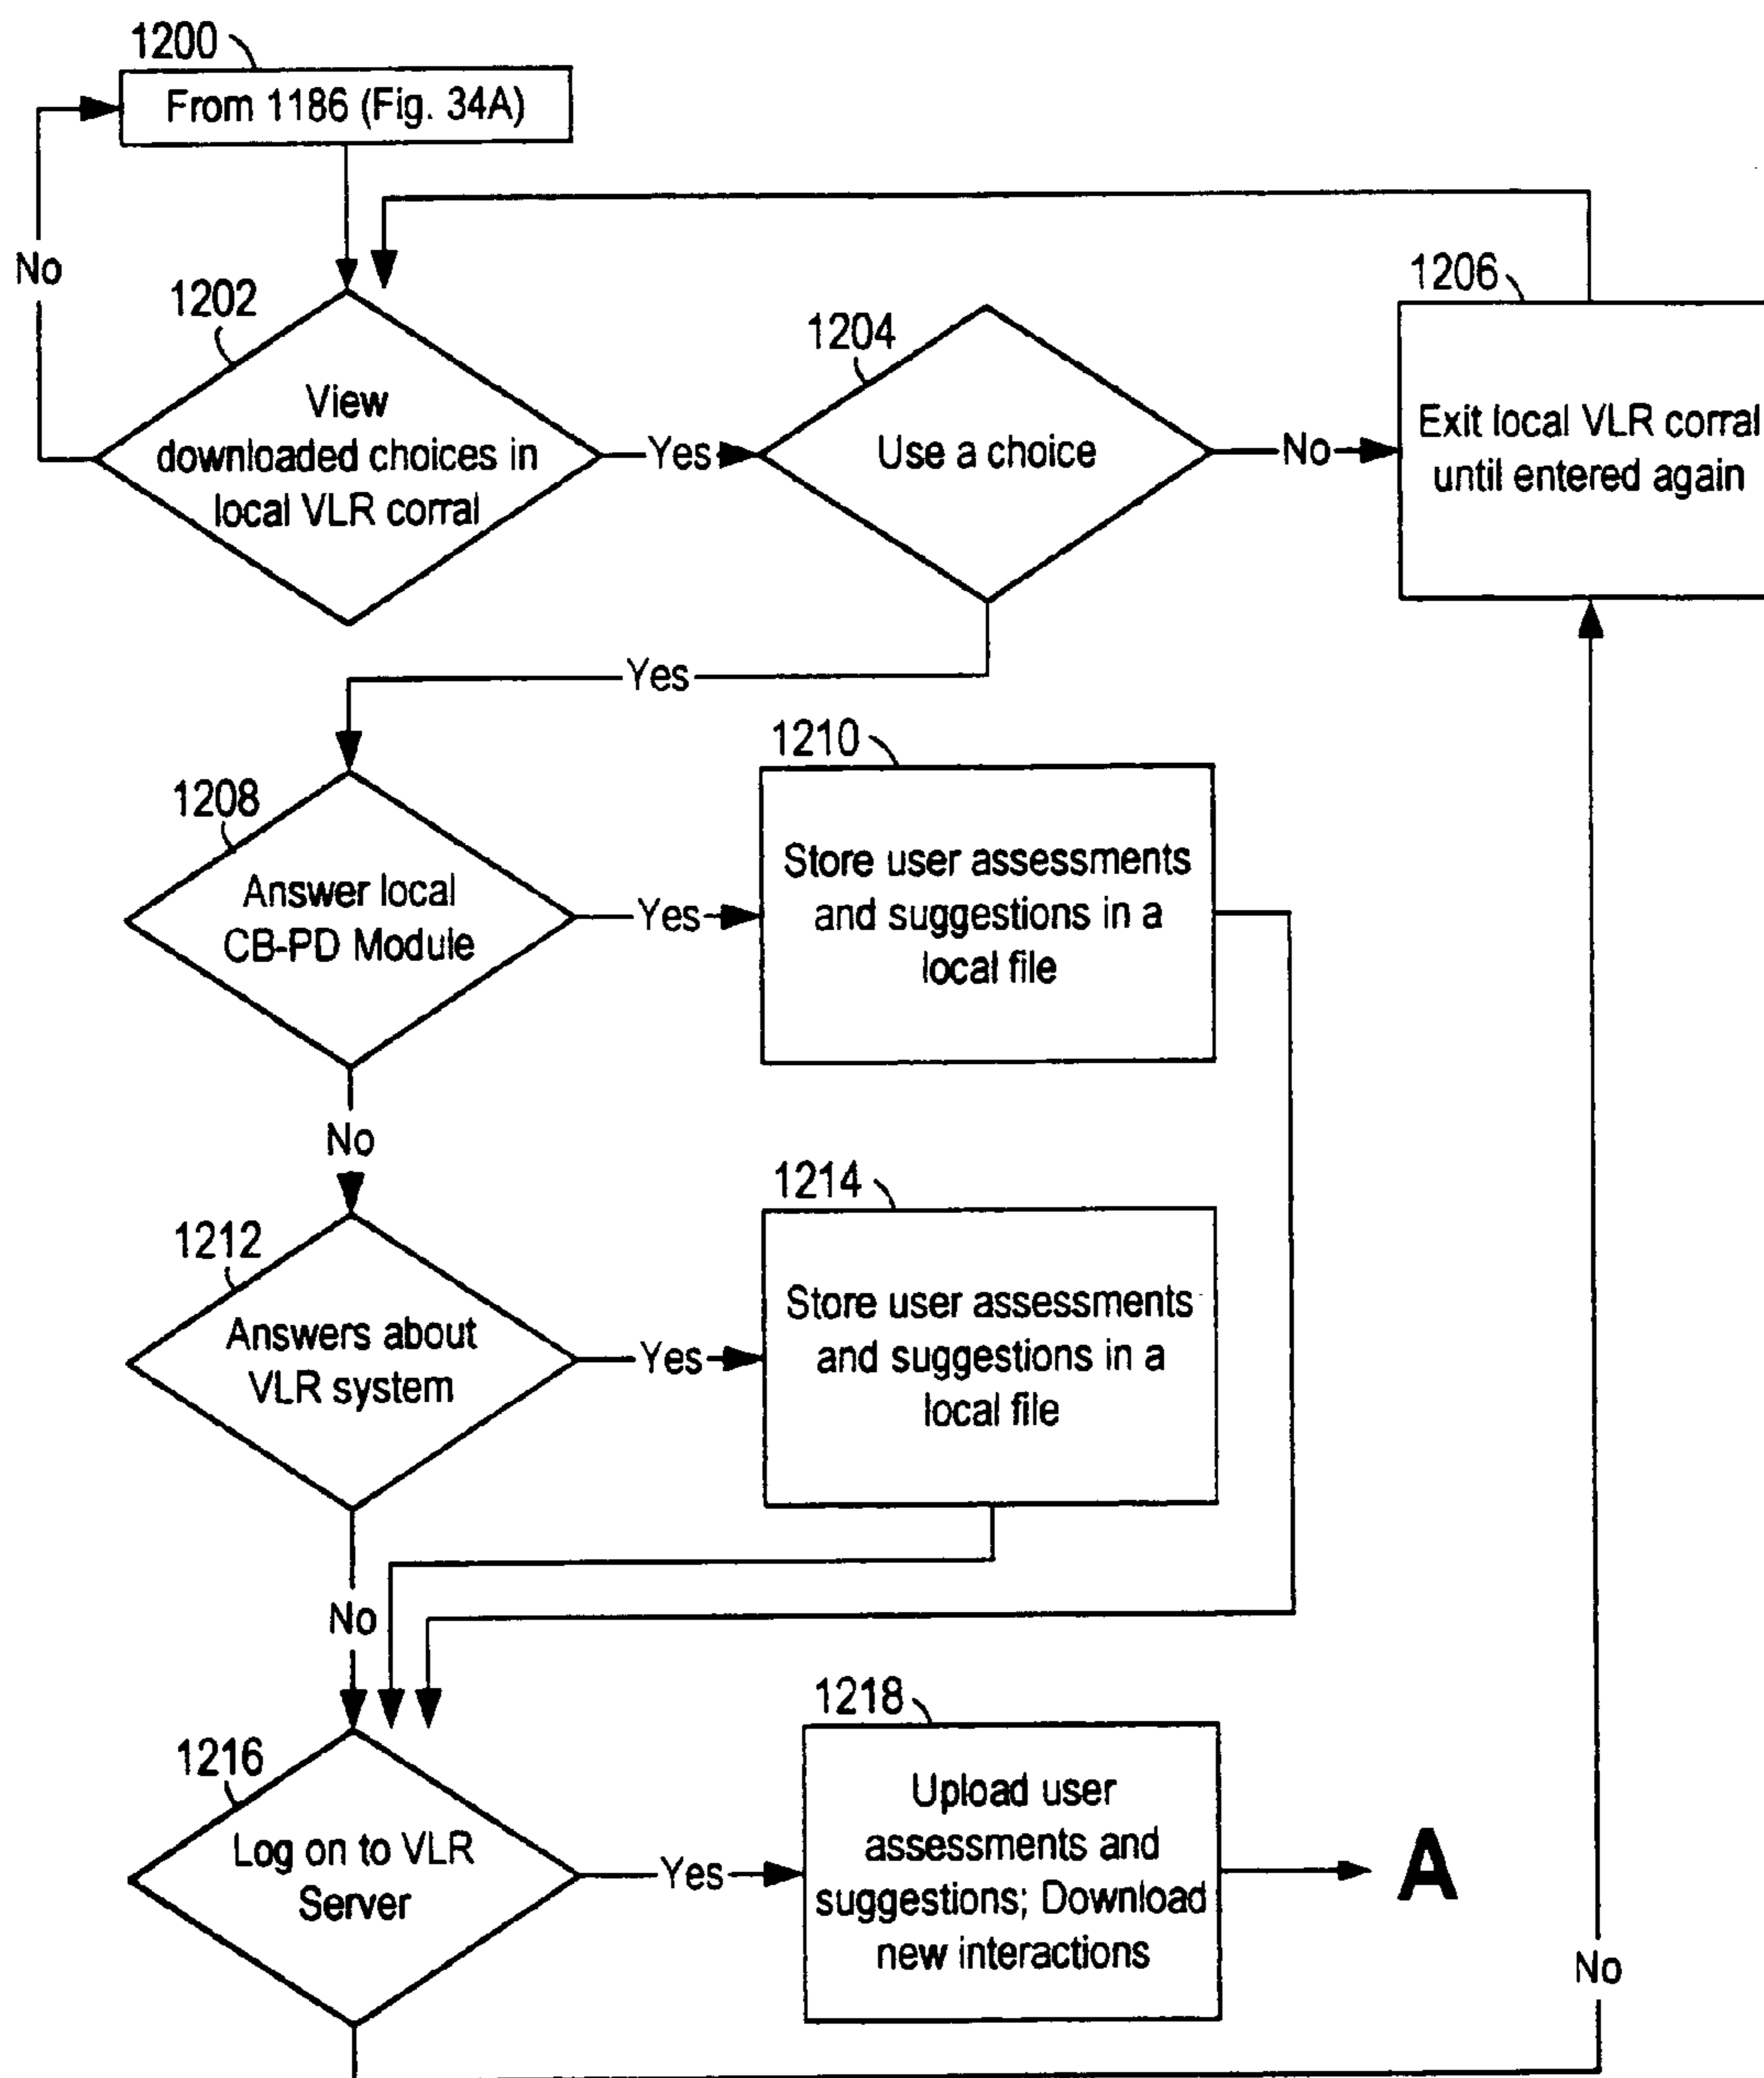 1200
From 1186 (Fig. 34A)
No
1202
View
downloaded choices in
local VLR corral
Yes
1204
Use a choice
No
1206
Exit local VLR corral
until entered again
Yes
1208
Answer local
CB-PD Module
Yes
1210
Store user assessments
and suggestions in a
local file
No
1212
Answers about
VLR system
Yes
1214
Store user assessments
and suggestions in a
local file
No
1216
Log on to VLR
Server
Yes
1218
Upload user
assessments and
suggestions; Download
new interactions
A
No